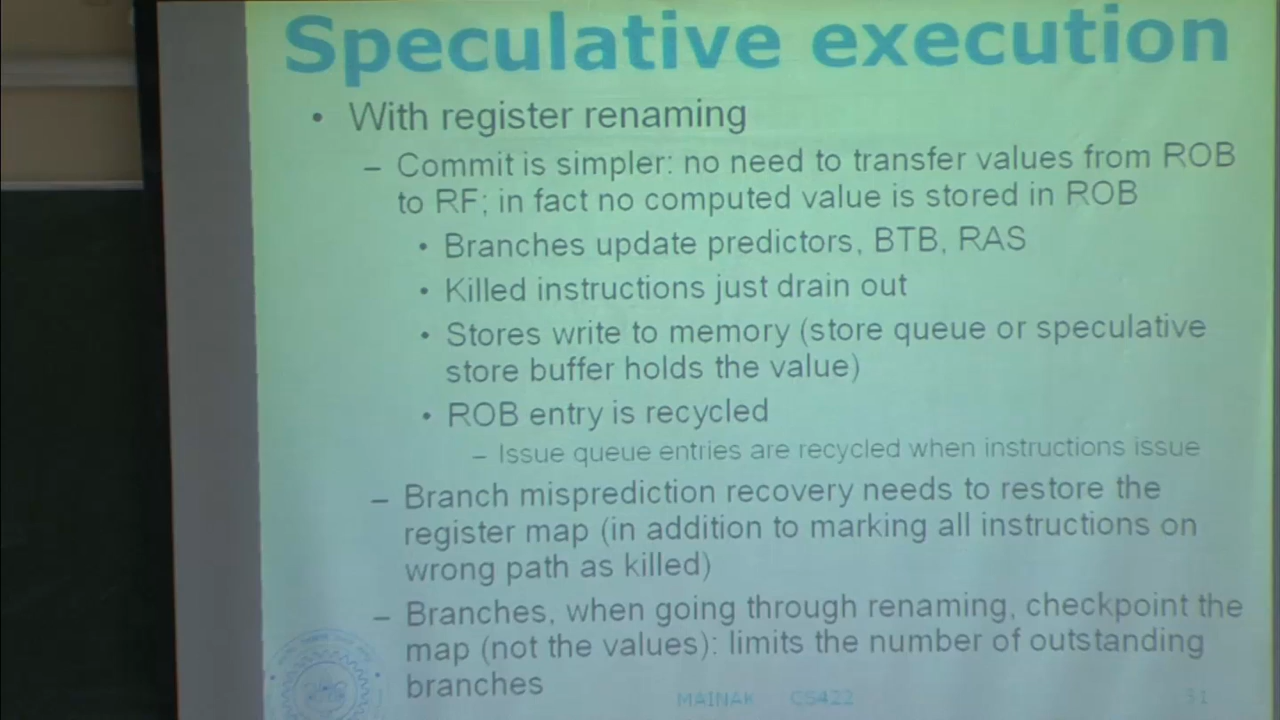 Speculative execution
• With register renaming
– Commit is simpler: no need to transfer values from ROB
to RF; in fact no computed value is stored in ROB
• Branches update predictors, BTB, RAS
• Killed instructions just drain out
• Stores write to memory (store queue or speculative
store buffer holds the value)
• ROB entry is recycled
– Issue queue entries are recycled when instructions issue
– Branch misprediction recovery needs to restore the
register map (in addition to marking all instructions on
wrong path as killed)
– Branches, when going through renaming, checkpoint the
map (not the values): limits the number of outstanding
branches
MAINAK CS422 31